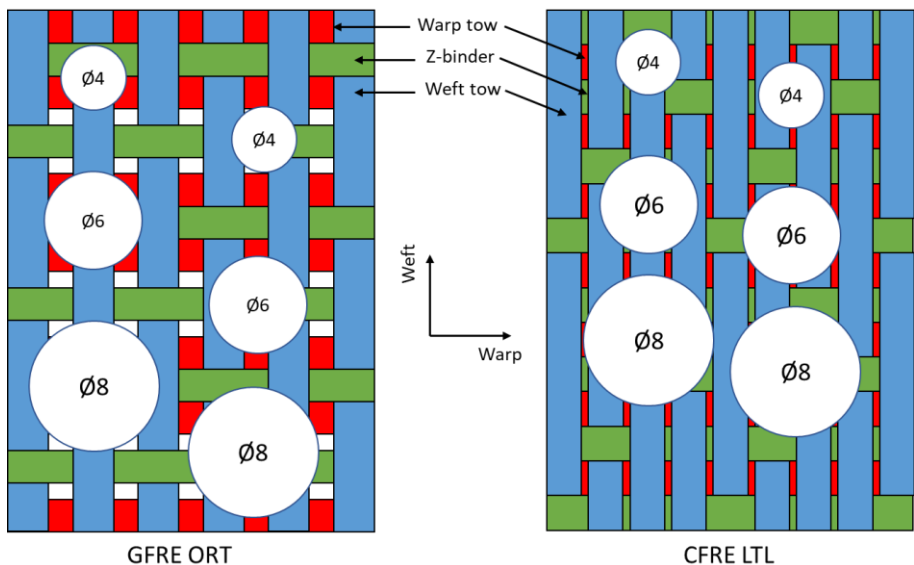 Warp tow
Z-binder
Weft tow
Ø4
Ø4
Ø6
Ø6
Ø8
Ø8
Weft
Warp
Ø4
Ø4
Ø6
Ø6
Ø8
Ø8
GFRE ORT
CFRE LTL